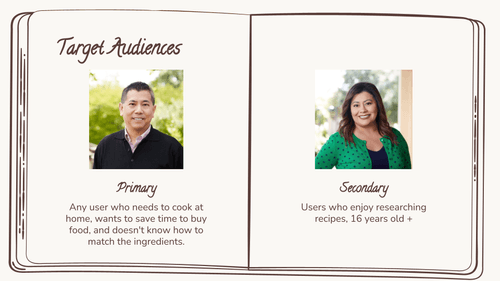 Target Audiences
Primary
Any user who needs to cook at
home, wants to save time to buy
food, and doesn't know how to
match the ingredients.
Secondary
Users who enjoy researching
recipes, 16 years old +